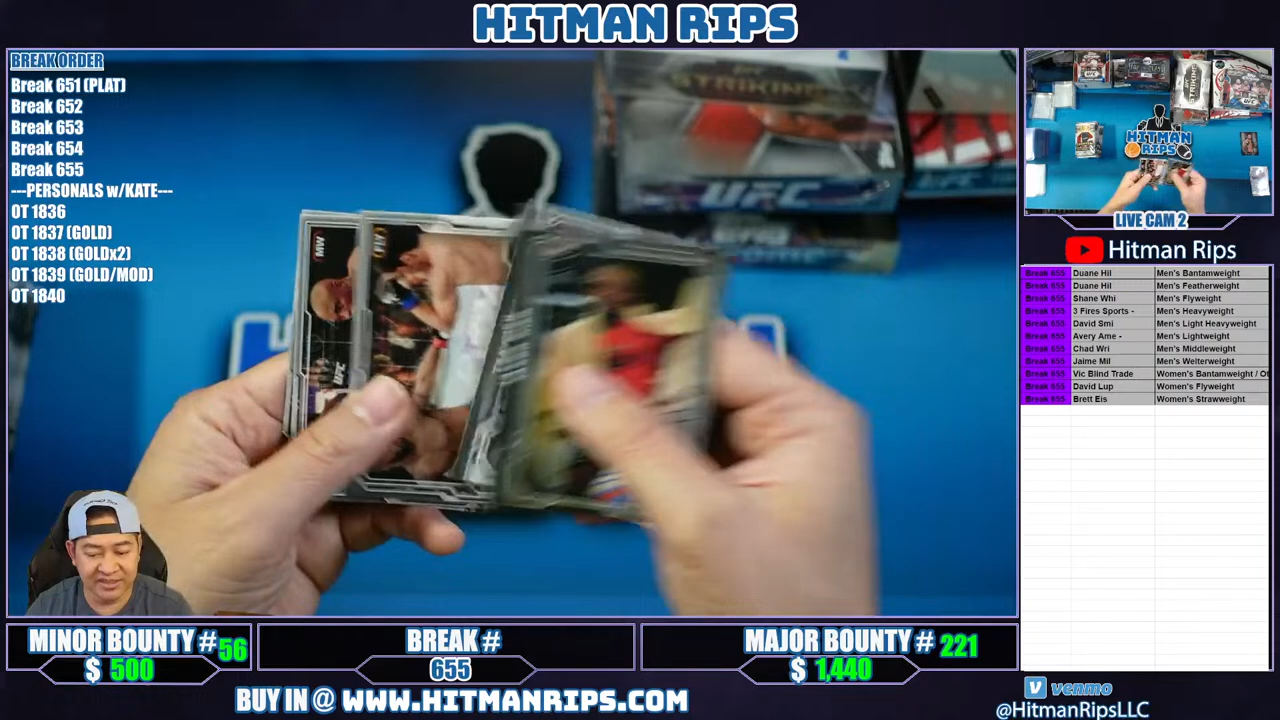 HITMAN RIPS
BREAK ORDER
Break 651 (PLAT)
Break 652
Break 653
Break 654
Break 655
---PERSONALS w/KATE---
OT 1836
OT 1837 (GOLD)
OT 1838 (GOLDx2)
OT 1839 (GOLD/MOD)
OT 1840
STRIKING
UFC
MW
FLY
UFC
HITMAN
RIPS
LIVE CAM 2
Hitman Rips
Break 655 Duane Hil Men's Bantamweight
Break 655 Duane Hil Men's Featherweight
Break 655 Shane Whi Men's Flyweight
Break 655 3 Fires Sports - Men's Heavyweight
Break 655 David Smi Men's Light Heavyweight
Break 655 Avery Ame - Men's Lightweight
Break 655 Chad Wri Men's Middleweight
Break 655 Jaime Mil Men's Welterweight
Break 655 Vic Blind Trade Women's Bantamweight / Ot
Break 655 David Lup Women's Flyweight
Break 655 Brett Eis Women's Strawweight
MINOR BOUNTY # 56
$ 500
BREAK #
655
MAJOR BOUNTY # 221
$ 1,440
BUY IN @ WWW.HITMANRIPS.COM
venmo
@HitmanRipsLLC